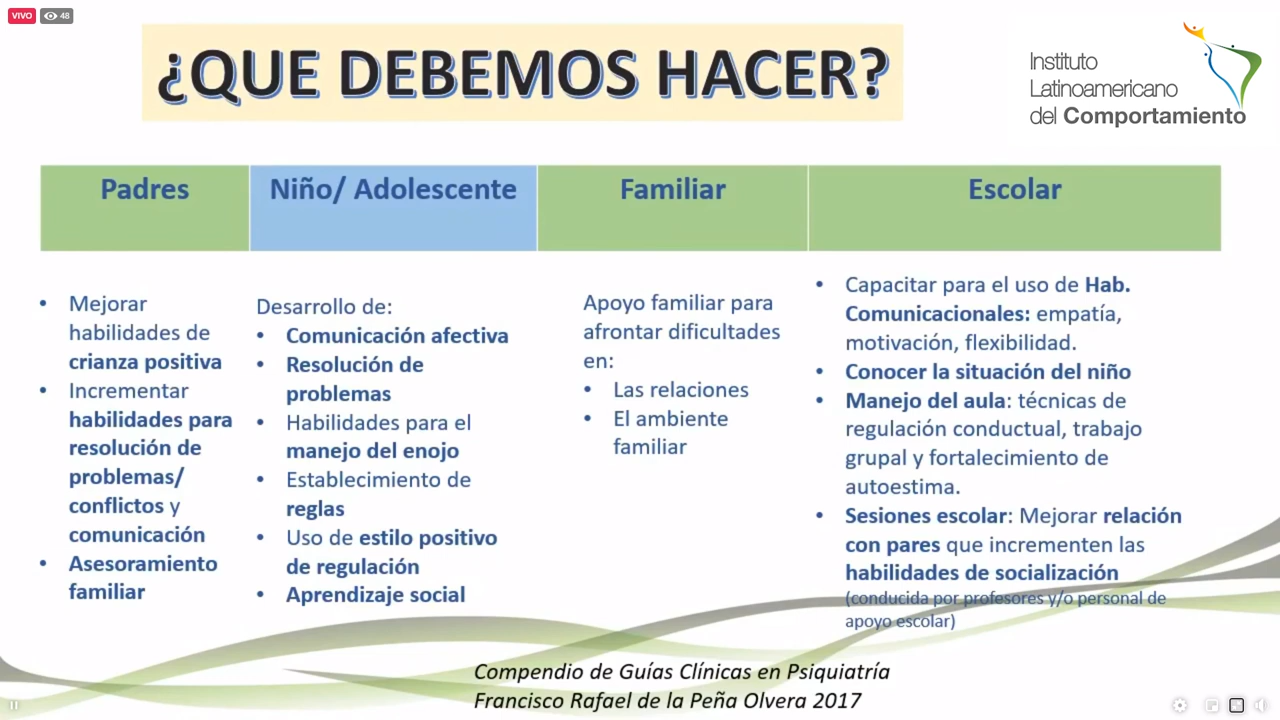 VIVO
48
¿QUE DEBEMOS HACER?
Instituto
Latinoamericano
del Comportamiento
Padres
Niño/ Adolescente
Familiar
Escolar
• Mejorar
habilidades de
crianza positiva
• Incrementar
habilidades para
resolución de
problemas/
conflictos y
comunicación
• Asesoramiento
familiar
Desarrollo de:
• Comunicación afectiva
• Resolución de
problemas
• Habilidades para el
manejo del enojo
• Establecimiento de
reglas
• Uso de estilo positivo
de regulación
• Aprendizaje social
Apoyo familiar para
afrontar dificultades
en:
• Las relaciones
• El ambiente
familiar
• Capacitar para el uso de Hab.
Comunicacionales: empatía,
motivación, flexibilidad.
• Conocer la situación del niño
• Manejo del aula: técnicas de
regulación conductual, trabajo
grupal y fortalecimiento de
autoestima.
• Sesiones escolar: Mejorar relación
con pares que incrementen las
habilidades de socialización
(conducida por profesores y/o personal de
apoyo escolar)
Compendio de Guías Clínicas en Psiquiatría
Francisco Rafael de la Peña Olvera 2017